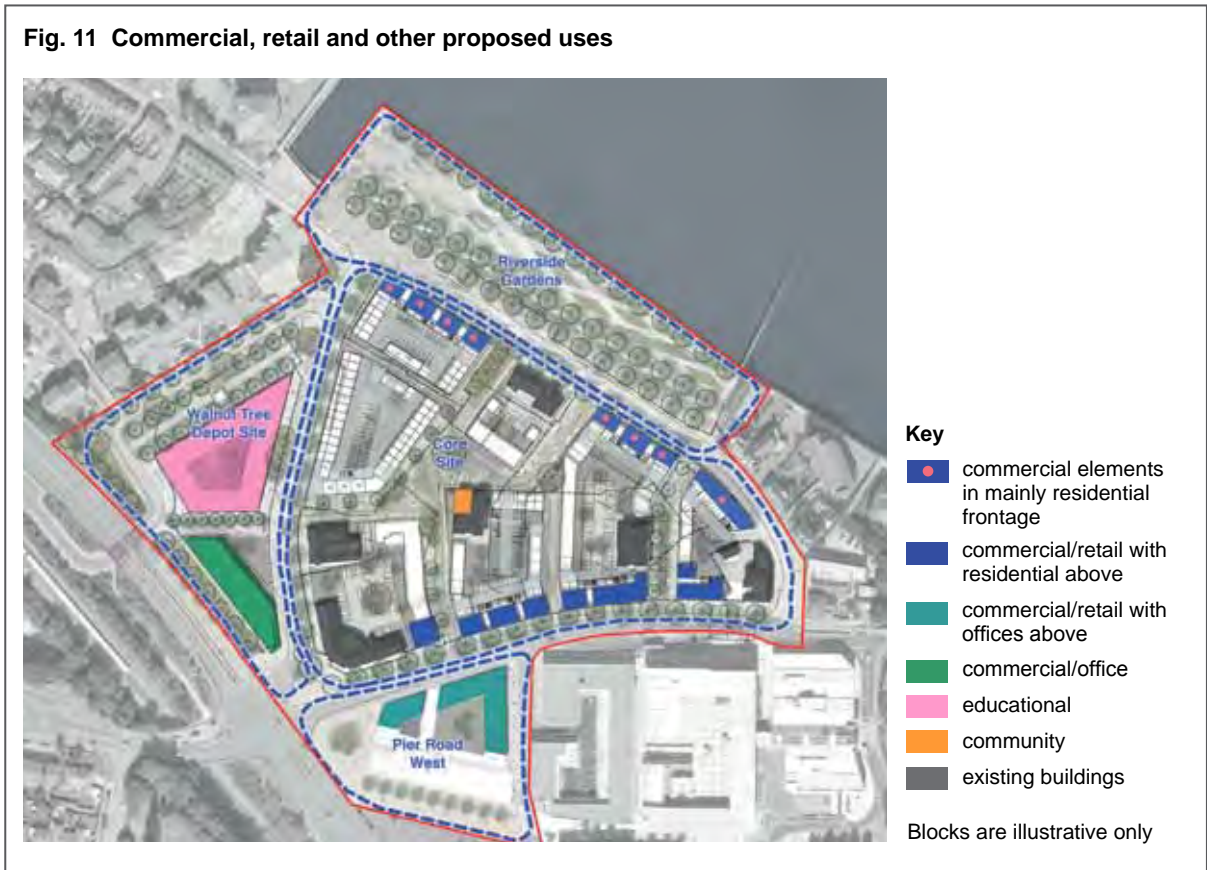 Fig. 11 Commercial, retail and other proposed uses
Riverside
Gardens
Walnut Tree
Depot Site
Core
Site
Pier Road
West
Key
commercial elements
in mainly residential
frontage
commercial/retail with
residential above
commercial/retail with
offices above
commercial/office
educational
community
existing buildings
Blocks are illustrative only